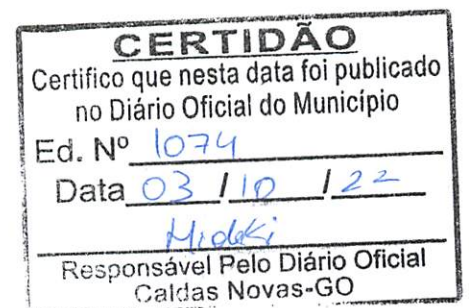 CERTIDÃO
Certifico que nesta data foi publicado
no Diário Oficial do Município
Ed. Nº 1074
Data 03 / 10 / 22
Responsável Pelo Diário Oficial
Caldas Novas-GO